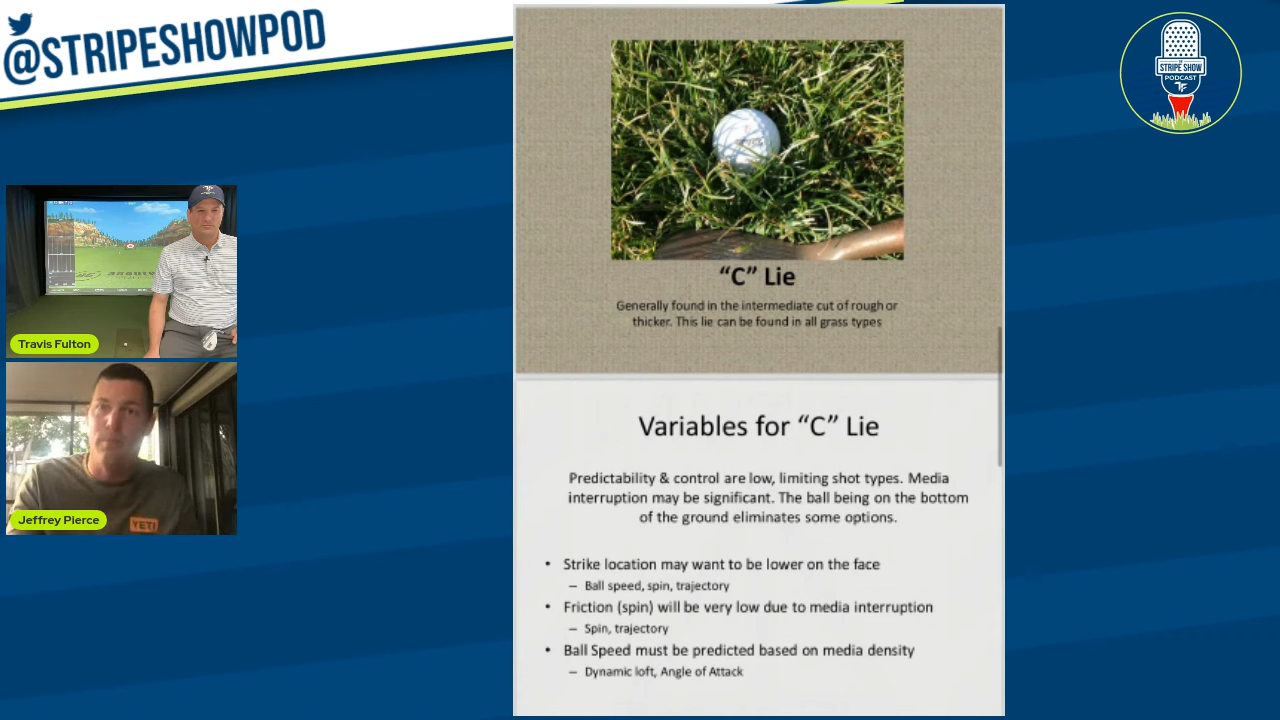 @STRIPESHOWPOD
THE
STRIPE SHOW
PODCAST
TF
Travis Fulton
Jeffrey Pierce
YETI
“C” Lie
Generally found in the intermediate cut of rough or
thicker. This lie can be found in all grass types
Variables for “C” Lie
Predictability & control are low, limiting shot types. Media
interruption may be significant. The ball being on the bottom
of the ground eliminates some options.
• Strike location may want to be lower on the face
– Ball speed, spin, trajectory
• Friction (spin) will be very low due to media interruption
– Spin, trajectory
• Ball Speed must be predicted based on media density
– Dynamic loft, Angle of Attack